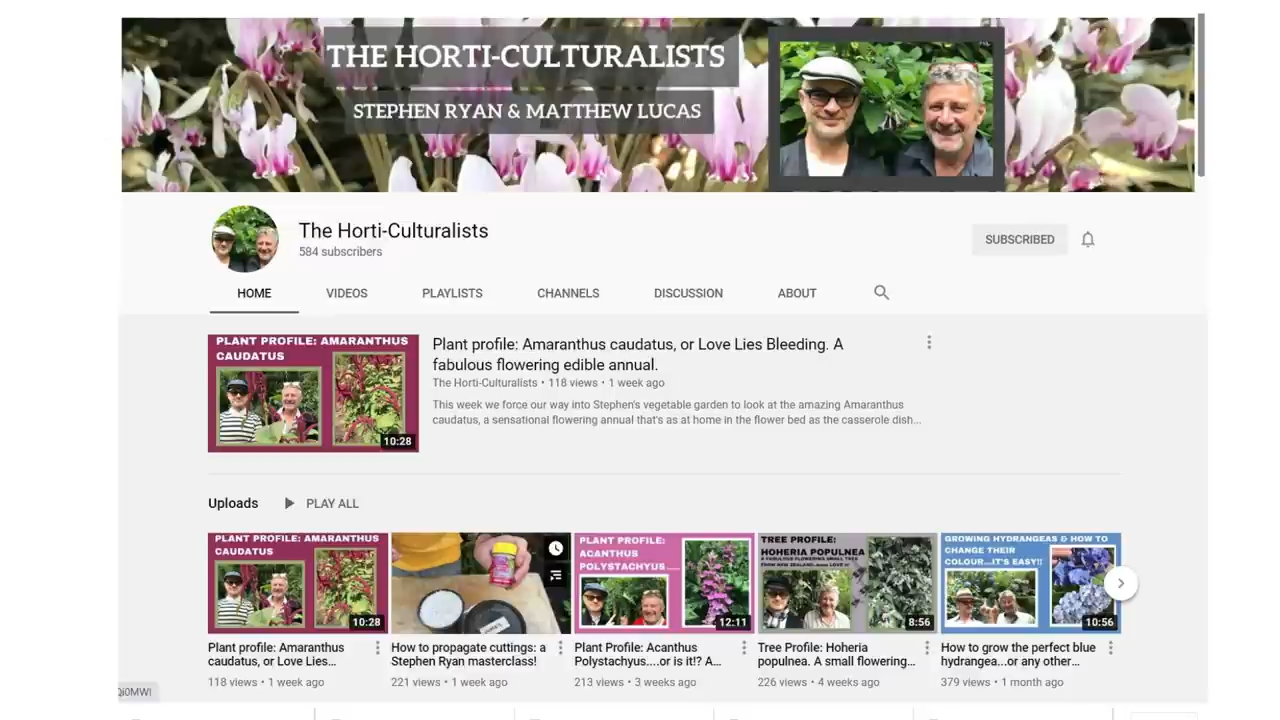 THE HORTI-CULTURALISTS
STEPHEN RYAN & MATTHEW LUCAS
The Horti-Culturalists
584 subscribers
SUBSCRIBED
HOME
VIDEOS
PLAYLISTS
CHANNELS
DISCUSSION
ABOUT
PLANT PROFILE: AMARANTHUS
CAUDATUS
10:28
Plant profile: Amaranthus caudatus, or Love Lies Bleeding. A
fabulous flowering edible annual.
The Horti-Culturalists • 118 views • 1 week ago
This week we force our way into Stephen's vegetable garden to look at the amazing Amaranthus
caudatus, a sensational flowering annual that's as at home in the flower bed as the casserole dish...
Uploads
PLAY ALL
PLANT PROFILE: AMARANTHUS
CAUDATUS
10:28
Plant profile: Amaranthus
caudatus, or Love Lies...
118 views • 1 week ago
How to propagate cuttings: a
Stephen Ryan masterclass!
221 views • 1 week ago
PLANT PROFILE:
ACANTHUS
POLYSTACHYUS....
12:11
Plant Profile: Acanthus
Polystachyus....or is it!? A...
213 views • 3 weeks ago
TREE PROFILE:
HOHERIA POPULNEA
A FABULOUS FLOWERING SMALL TREE
FROM NEW ZEALAND....
8:56
Tree Profile: Hoheria
populnea. A small flowering...
226 views • 4 weeks ago
GROWING HYDRANGEAS & HOW TO
CHANGE THEIR
COLOUR...IT'S EASY!!
10:56
How to grow the perfect blue
hydrangea...or any other...
379 views • 1 month ago